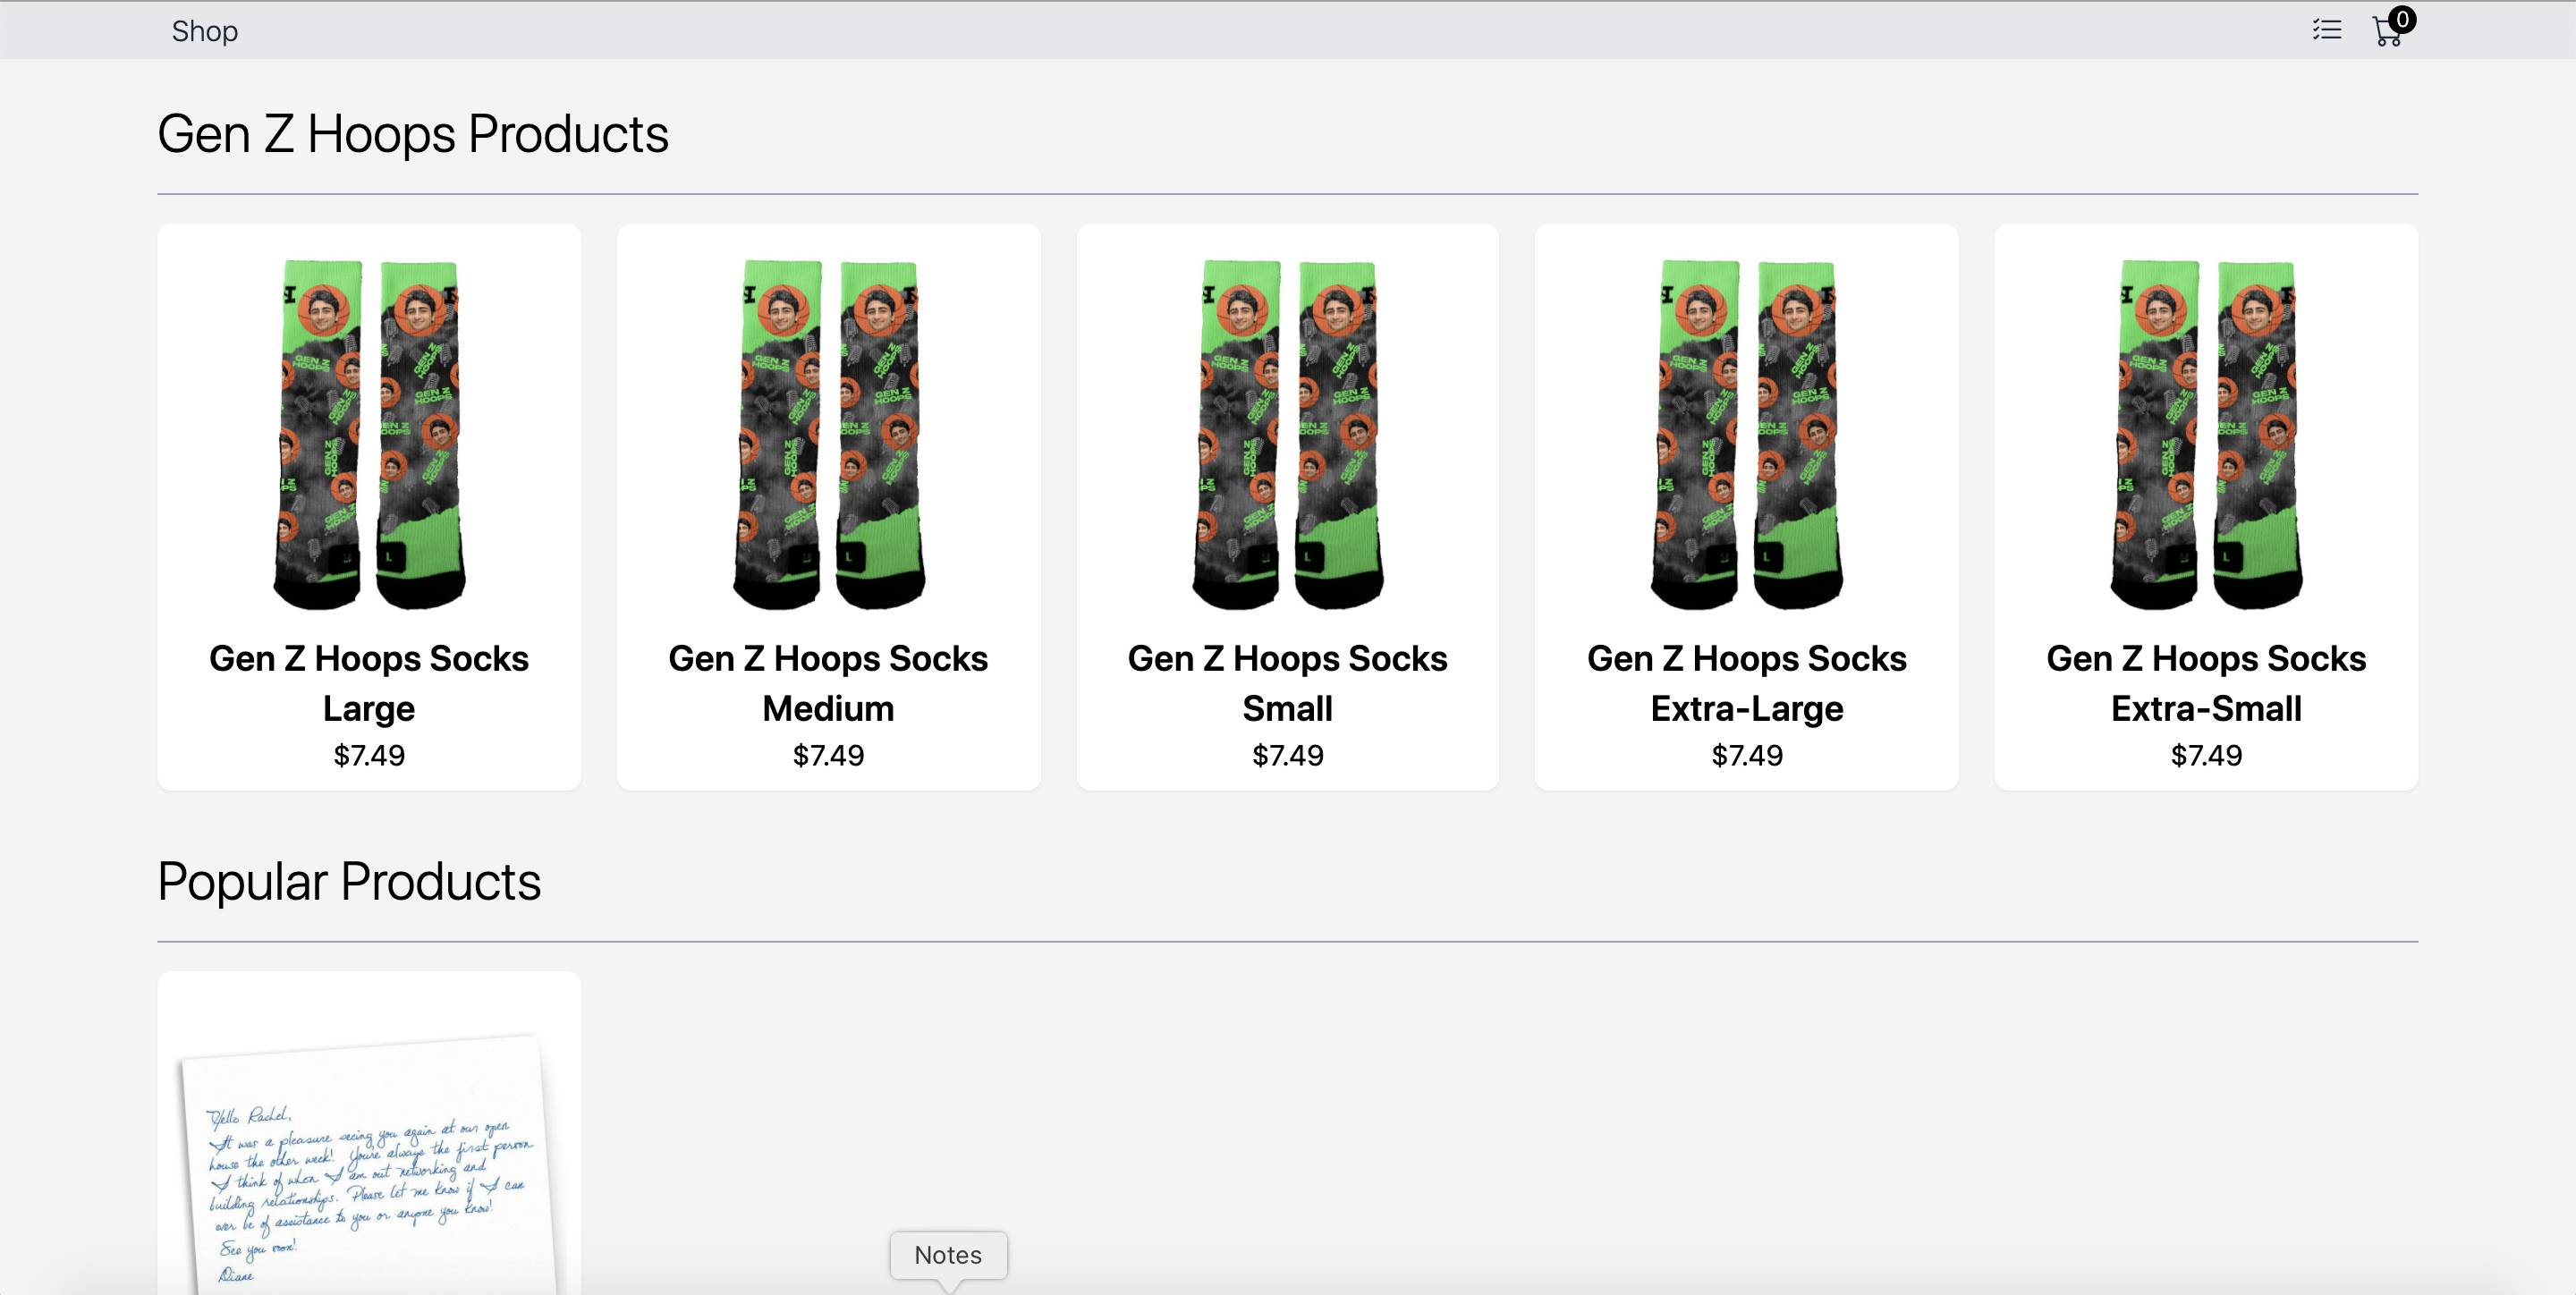 Shop
0
Gen Z Hoops Products
GEN Z
HOOPS
L
Gen Z Hoops Socks
Large
$7.49
Gen Z Hoops Socks
Medium
$7.49
Gen Z Hoops Socks
Small
$7.49
Gen Z Hoops Socks
Extra-Large
$7.49
Gen Z Hoops Socks
Extra-Small
$7.49
Popular Products
Hello Rachel,
It was a pleasure seeing you again at our open
house the other week! You're always the first person
I think of when I am out networking and
building relationships. Please let me know if I can
ever be of assistance to you or anyone you know!
See you soon!
Diane
Notes